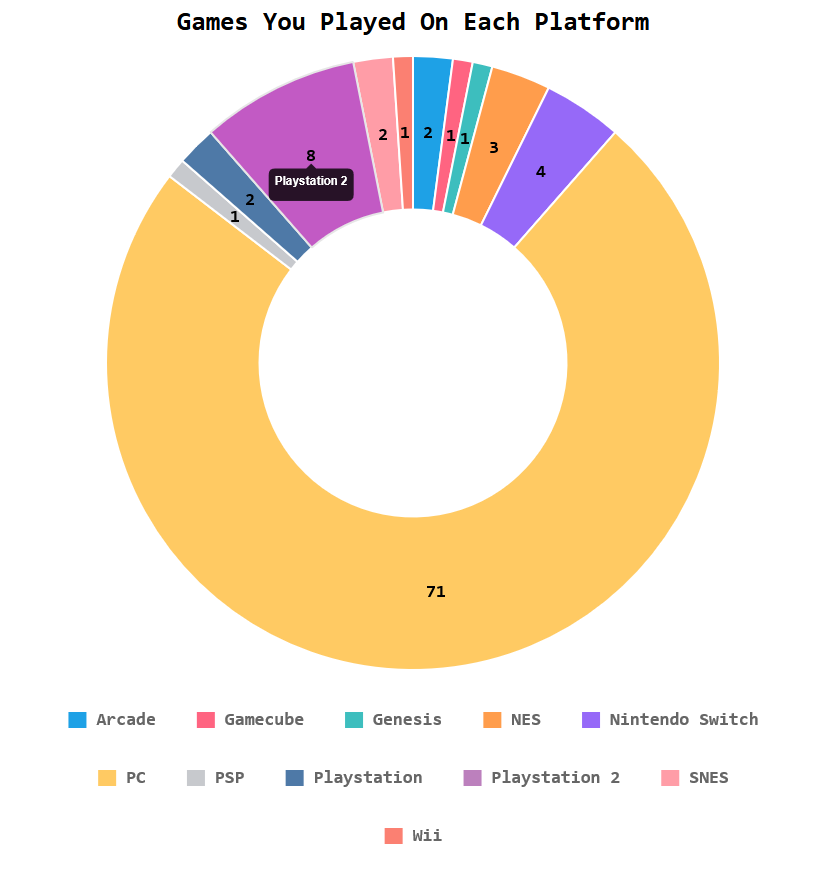 Games You Played On Each Platform
2
1
1
2
1
3
8
4
Playstation 2
2
1
71
Arcade Gamecube Genesis NES Nintendo Switch
PC PSP Playstation Playstation 2 SNES
Wii